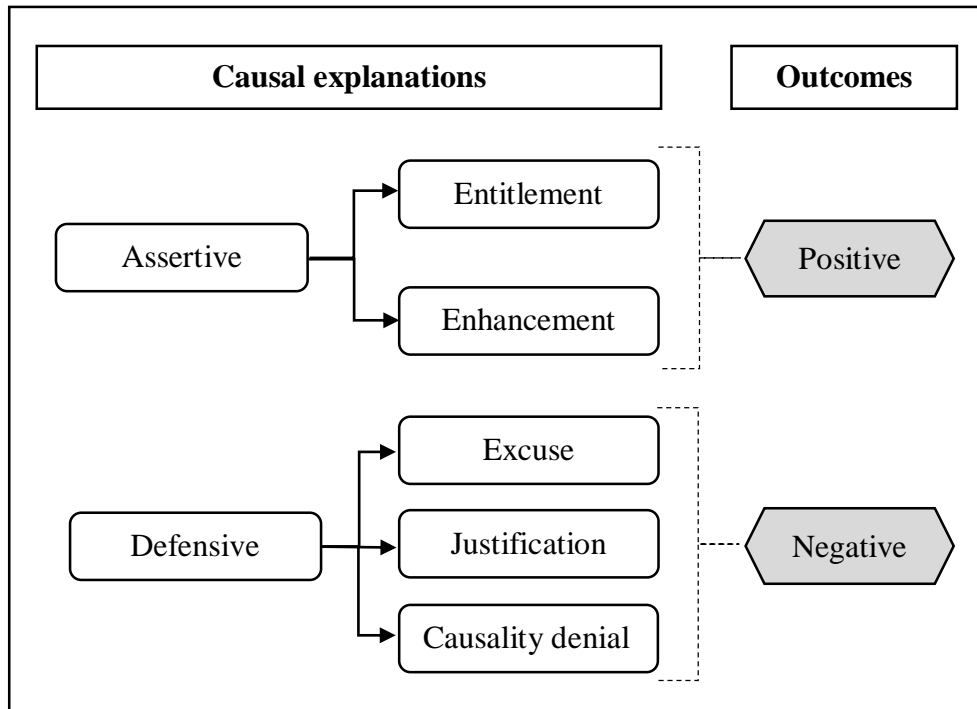 Causal explanations
Outcomes
Entitlement
Assertive
Positive
Enhancement
Excuse
Defensive
Justification
Negative
Causality denial